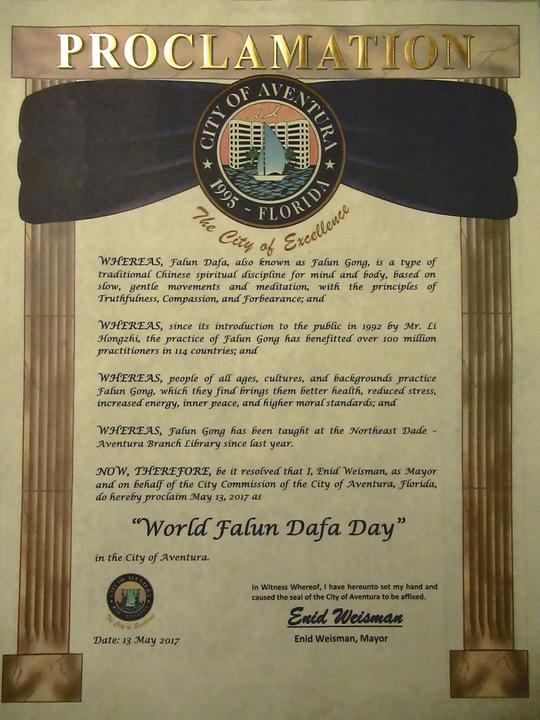 PROCLAMATION
CITY OF AVENTURA
1995 - FLORIDA
The City of Excellence
WHEREAS, Falun Dafa, also known as Falun Gong, is a type of
traditional Chinese spiritual discipline for mind and body, based on
slow, gentle movements and meditation, with the principles of
Truthfulness, Compassion, and Forbearance; and
WHEREAS, since its introduction to the public in 1992 by Mr. Li
Hongzhi, the practice of Falun Gong has benefitted over 100 million
practitioners in 114 countries; and
WHEREAS, people of all ages, cultures, and backgrounds practice
Falun Gong, which they find brings them better health, reduced stress,
increased energy, inner peace, and higher moral standards; and
WHEREAS, Falun Gong has been taught at the Northeast Dade –
Aventura Branch Library since last year.
NOW, THEREFORE, be it resolved that I, Enid Weisman, as Mayor
and on behalf of the City Commission of the City of Aventura, Florida,
do hereby proclaim May 13, 2017 as
“World Falun Dafa Day”
in the City of Aventura.
In Witness Whereof, I have hereunto set my hand and
caused the seal of the City of Aventura to be affixed.
CITY OF AVENTURA
The City of Excellence
Enid Weisman
Date: 13 May 2017
Enid Weisman, Mayor